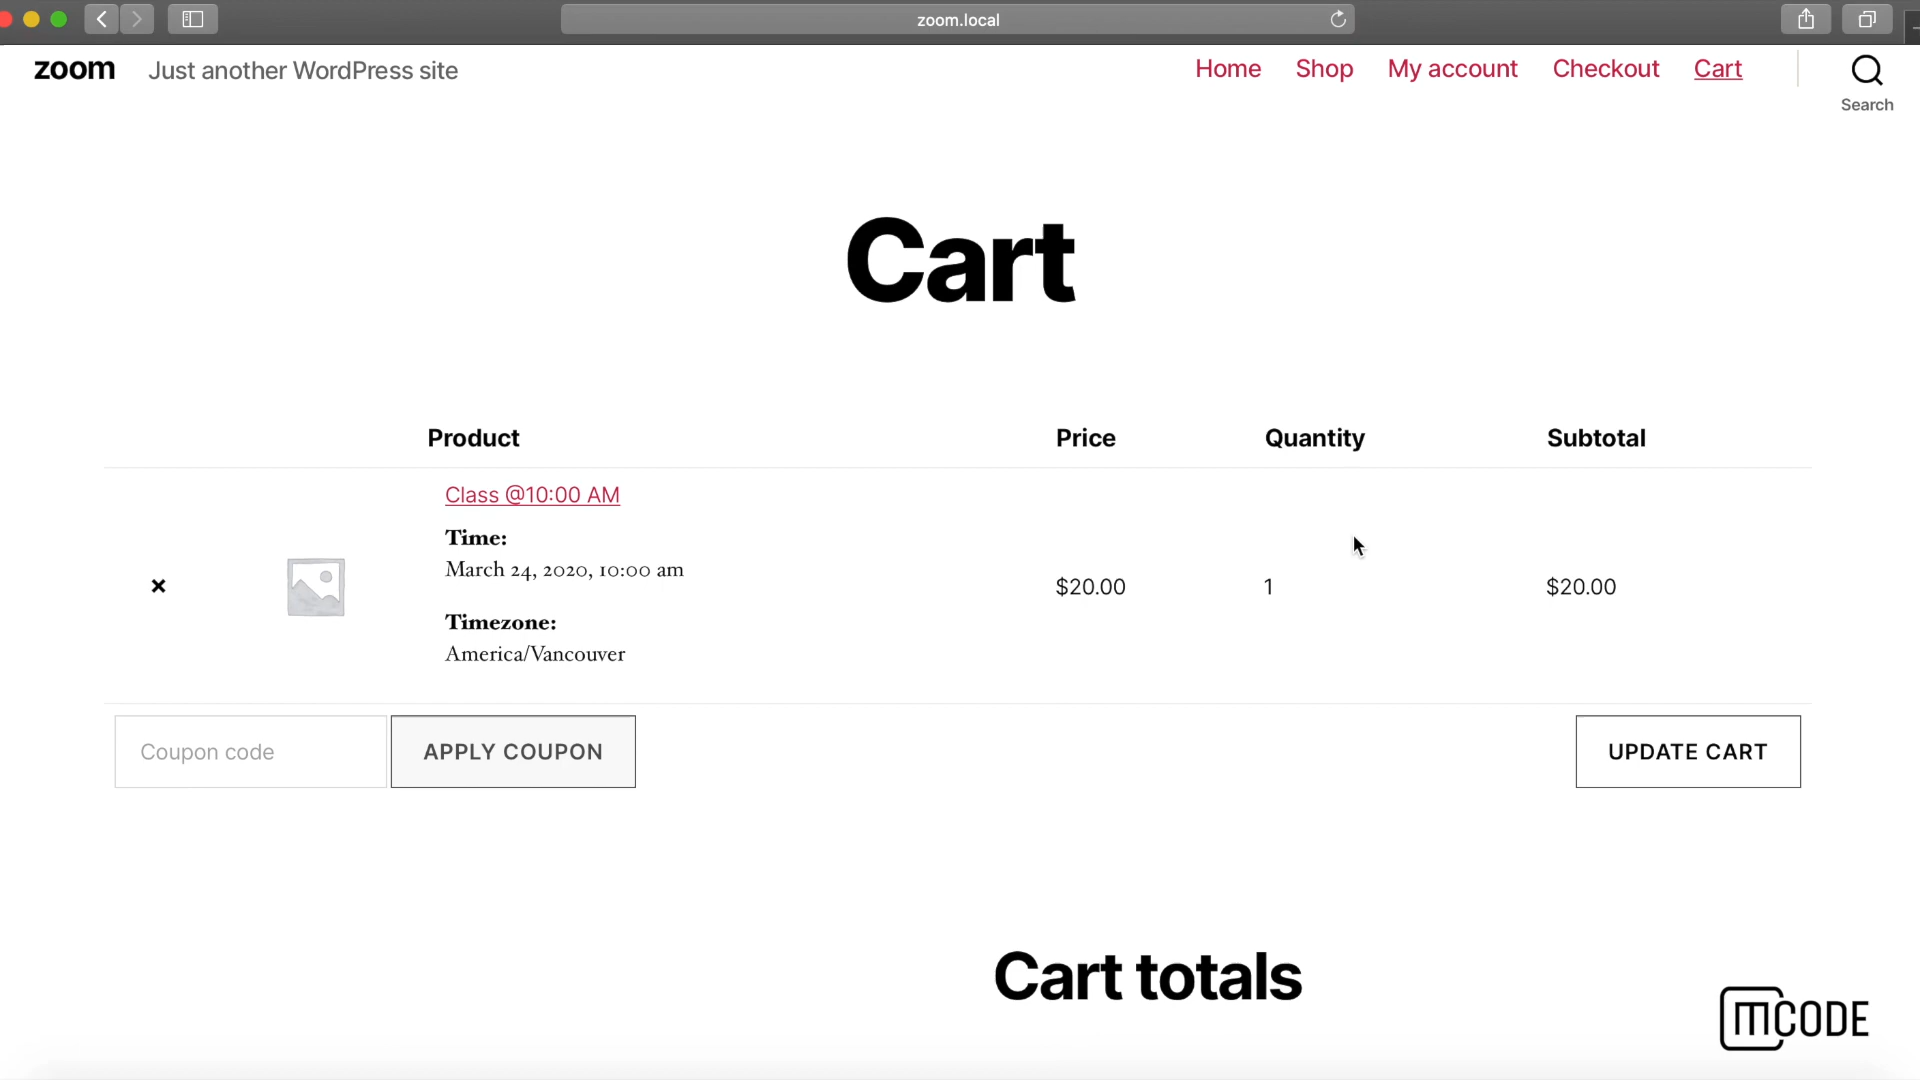 zoom.local
zoom Just another WordPress site Home Shop My account Checkout Cart
Search
Cart
Product Price Quantity Subtotal
Class @10:00 AM
Time:
March 24, 2020, 10:00 am
× $20.00 1 $20.00
Timezone:
America/Vancouver
Coupon code APPLY COUPON UPDATE CART
Cart totals
mCODE